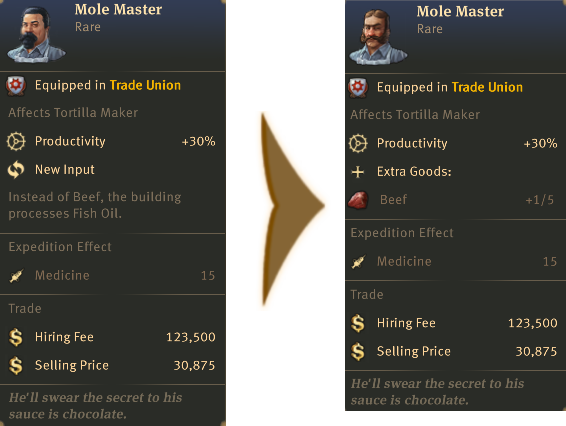 Mole Master
Rare
Equipped in Trade Union
Affects Tortilla Maker
Productivity +30%
New Input
Instead of Beef, the building
processes Fish Oil.
Expedition Effect
Medicine 15
Trade
Hiring Fee 123,500
Selling Price 30,875
He'll swear the secret to his
sauce is chocolate.
Mole Master
Rare
Equipped in Trade Union
Affects Tortilla Maker
Productivity +30%
Extra Goods:
Beef +1/5
Expedition Effect
Medicine 15
Trade
Hiring Fee 123,500
Selling Price 30,875
He'll swear the secret to his
sauce is chocolate.